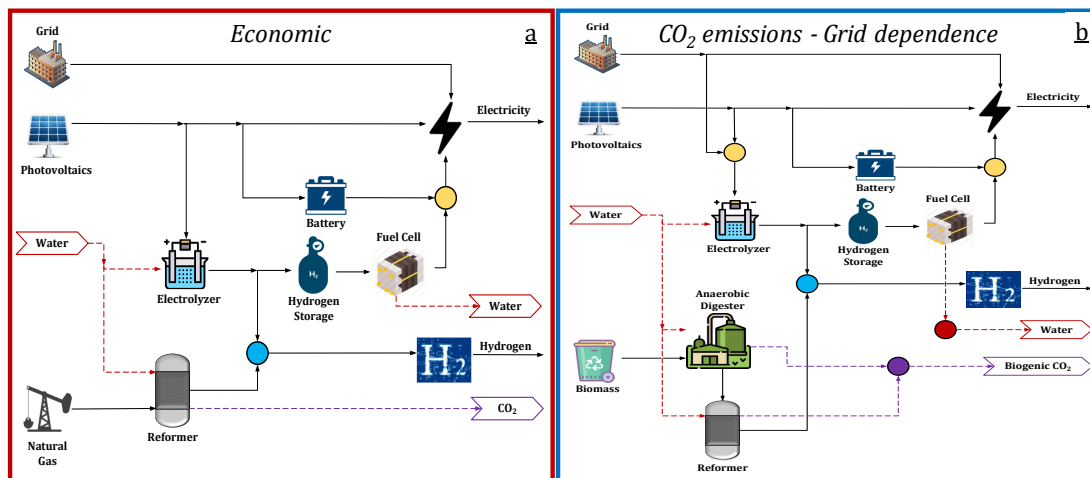 Economic
a
Grid
Electricity
Photovoltaics
Battery
Water
Electrolyzer
H₂
Hydrogen
Storage
Fuel Cell
Water
H2
Hydrogen
CO₂
Reformer
Natural
Gas
CO₂ emissions - Grid dependence
b
Grid
Electricity
Photovoltaics
Battery
Water
Electrolyzer
H₂
Hydrogen
Storage
Fuel Cell
H2
Hydrogen
Water
Anaerobic
Digester
Biomass
Biogenic CO₂
Reformer